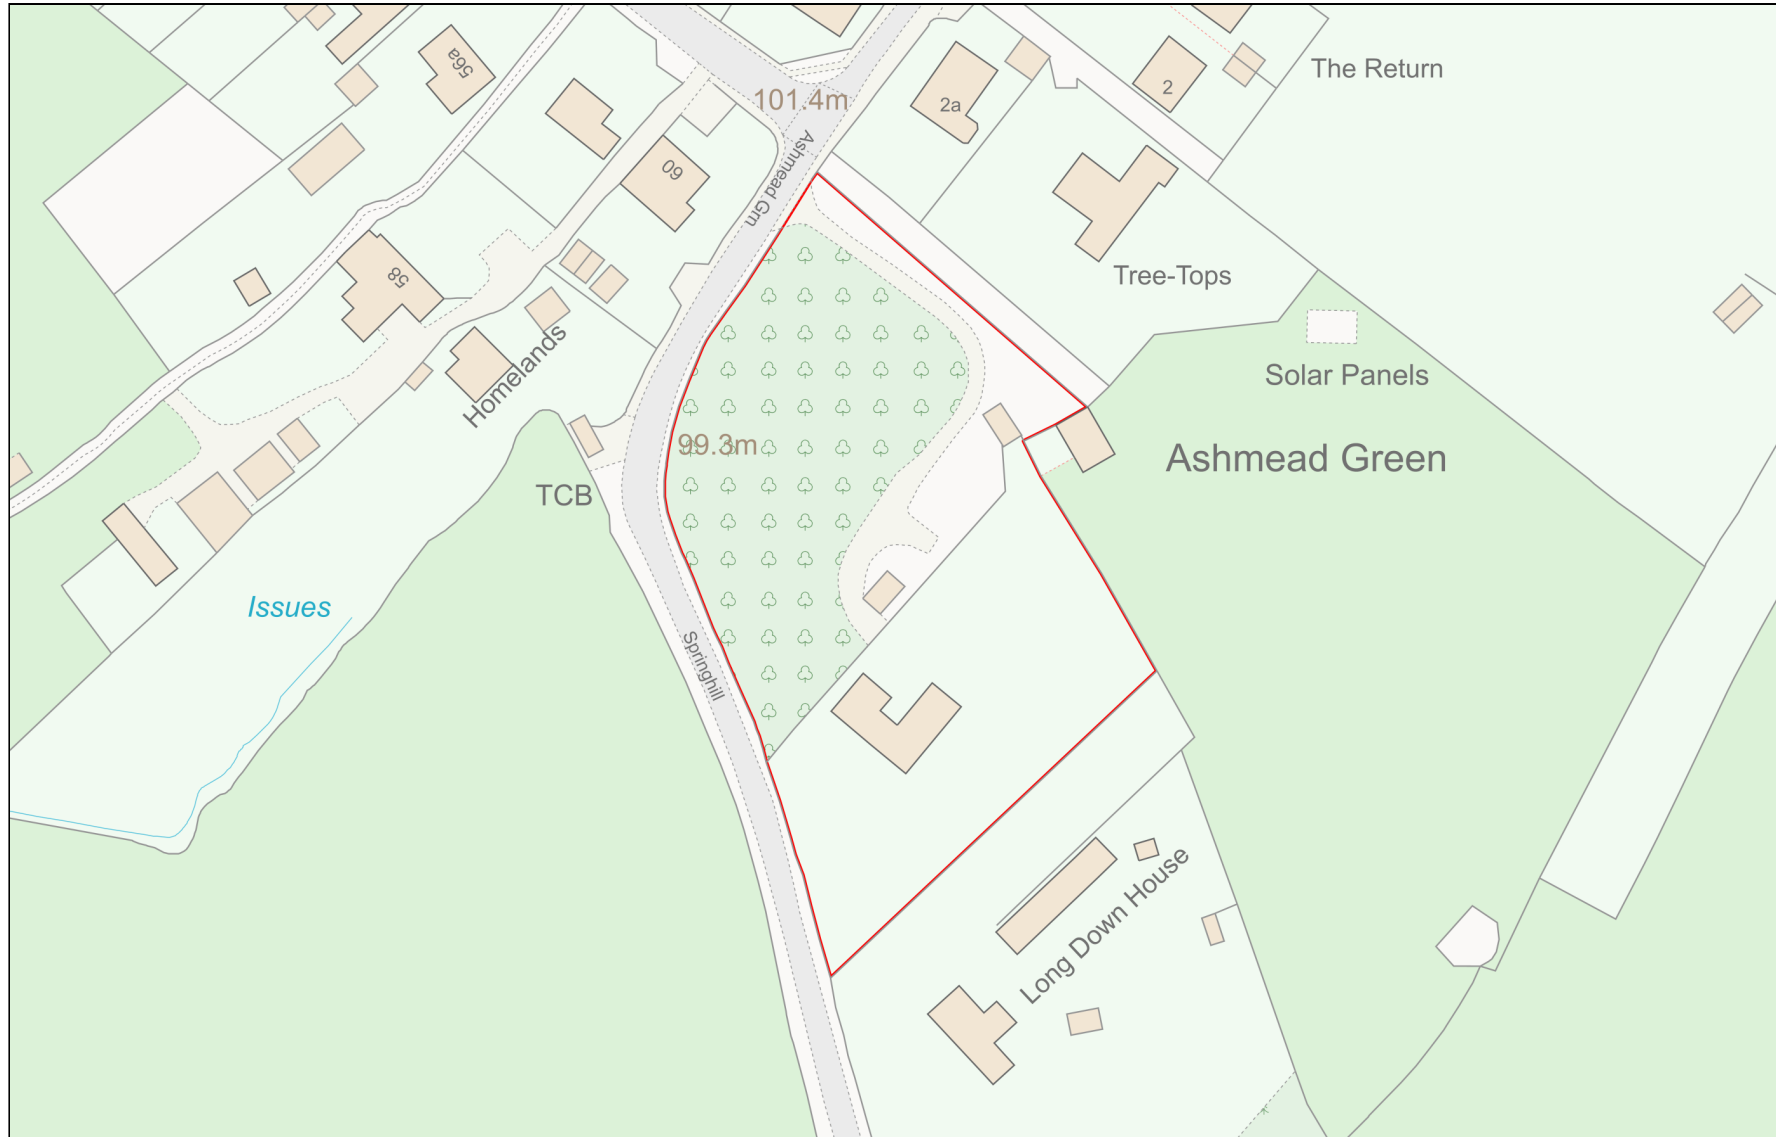 56a
The Return
2
101.4m
2a
Ashmead Grn
60
58
Tree-Tops
Homelands
Solar Panels
99.3m
Ashmead Green
TCB
Issues
Springhill
Long Down House